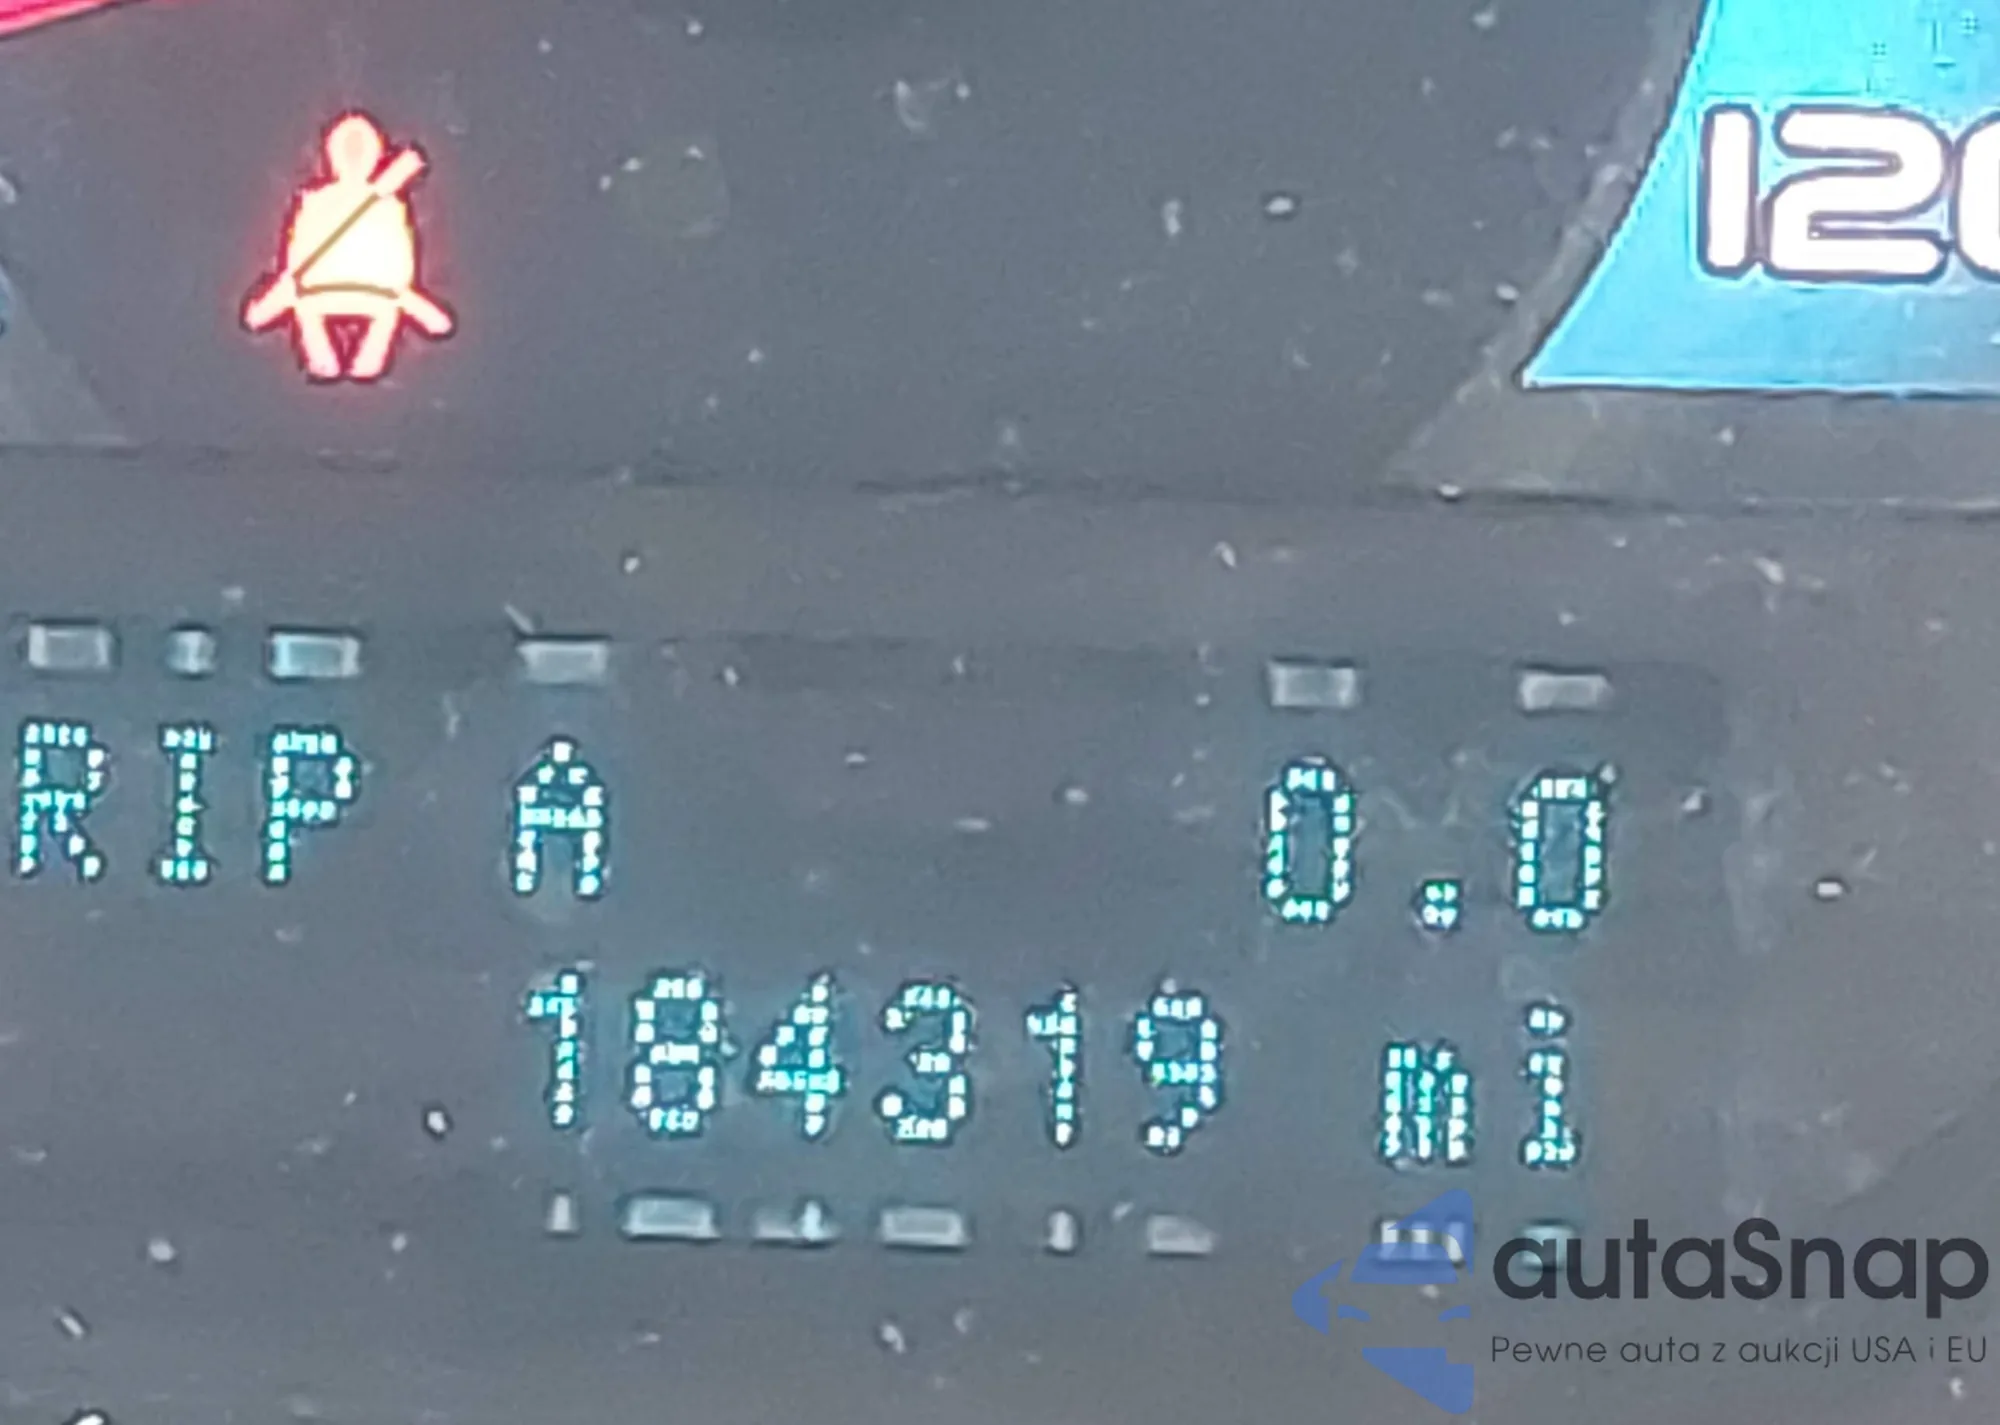 120
RIP A 0.0
184319 mi
autaSnap
Pewne auta z aukcji USA i EU